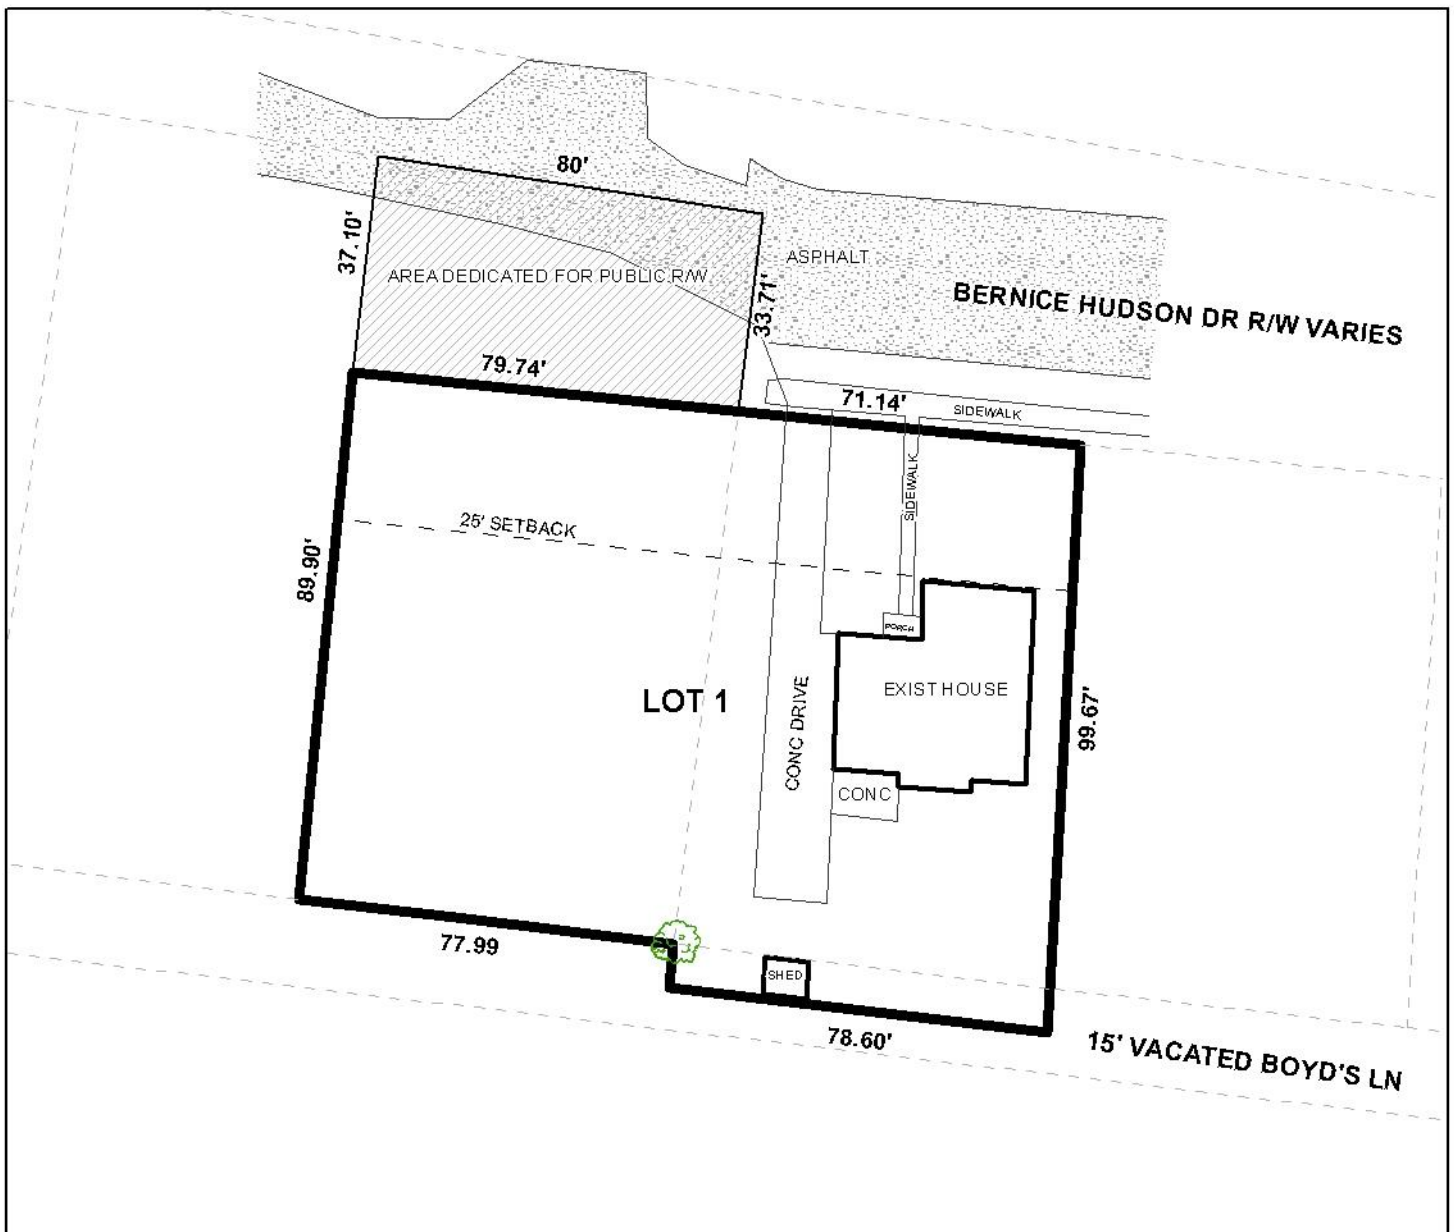 80'
37.10'
ASPHALT
AREA DEDICATED FOR PUBLIC R/W
33.71'
BERNICE HUDSON DR R/W VARIES
79.74'
71.14'
SIDEWALK
SIDEWALK
25' SETBACK
89.90'
PORCH
EXIST HOUSE
LOT 1
CONC DRIVE
99.67'
CONC
77.99
SHED
78.60'
15' VACATED BOYD'S LN